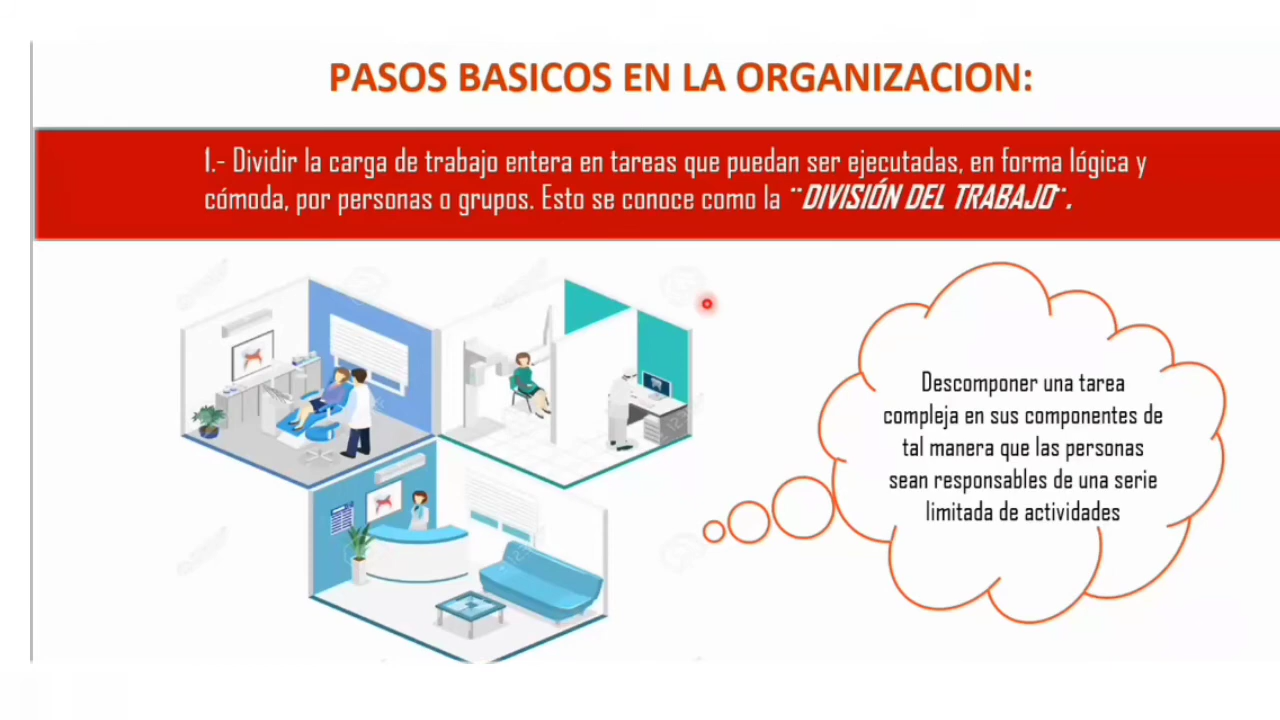 PASOS BASICOS EN LA ORGANIZACION:
1.- Dividir la carga de trabajo entera en tareas que puedan ser ejecutadas, en forma lógica y
cómoda, por personas o grupos. Esto se conoce como la ¨DIVISIÓN DEL TRABAJO¨.
Descomponer una tarea
compleja en sus componentes de
tal manera que las personas
sean responsables de una serie
limitada de actividades